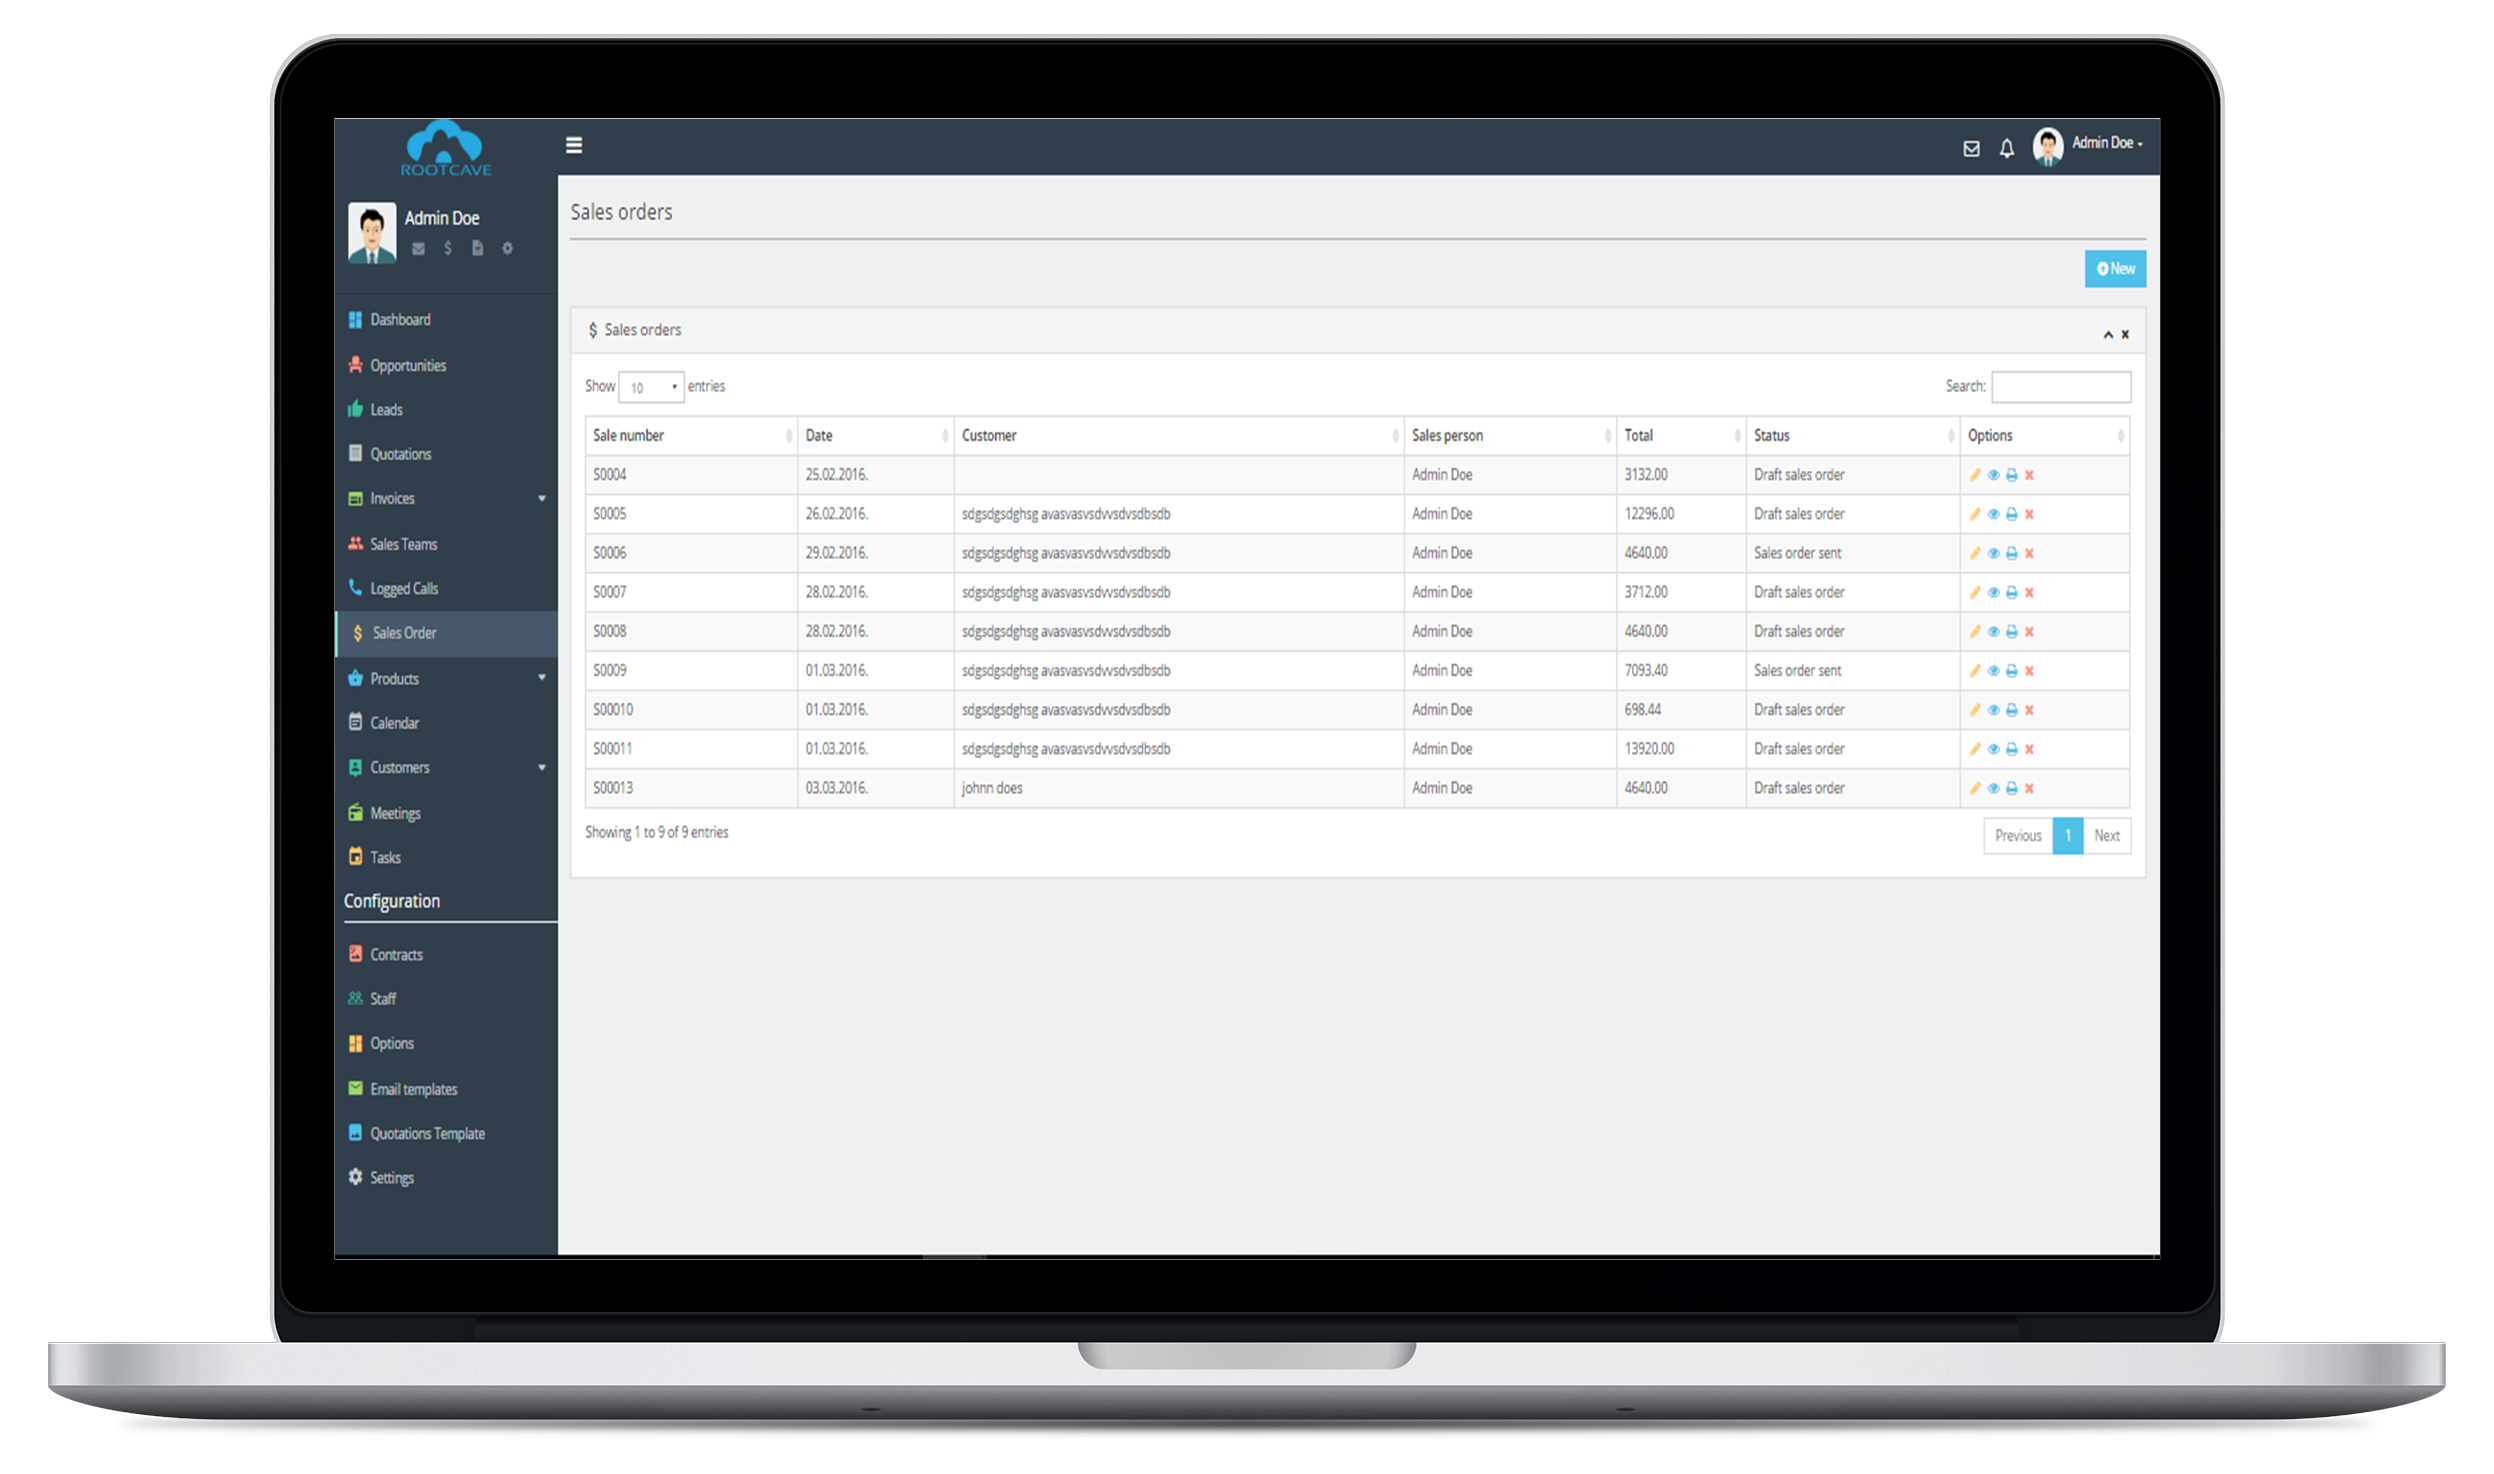 ROOTCAVE
Admin Doe
Admin Doe
Dashboard
Opportunities
Leads
Quotations
Invoices
Sales Teams
Logged Calls
Sales Order
Products
Calendar
Customers
Meetings
Tasks
Configuration
Contracts
Staff
Options
Email templates
Quotations Template
Settings
Sales orders
New
$ Sales orders
Show 10 entries Search:
Sale number Date Customer Sales person Total Status Options
S0004 25.02.2016. Admin Doe 3132.00 Draft sales order
S0005 26.02.2016. sdgsdgsdghsg avasvasvsdvvsdvsdbsdb Admin Doe 12296.00 Draft sales order
S0006 29.02.2016. sdgsdgsdghsg avasvasvsdvvsdvsdbsdb Admin Doe 4640.00 Sales order sent
S0007 28.02.2016. sdgsdgsdghsg avasvasvsdvvsdvsdbsdb Admin Doe 3712.00 Draft sales order
S0008 28.02.2016. sdgsdgsdghsg avasvasvsdvvsdvsdbsdb Admin Doe 4640.00 Draft sales order
S0009 01.03.2016. sdgsdgsdghsg avasvasvsdvvsdvsdbsdb Admin Doe 7093.40 Sales order sent
S00010 01.03.2016. sdgsdgsdghsg avasvasvsdvvsdvsdbsdb Admin Doe 698.44 Draft sales order
S00011 01.03.2016. sdgsdgsdghsg avasvasvsdvvsdvsdbsdb Admin Doe 13920.00 Draft sales order
S00013 03.03.2016. johnn does Admin Doe 4640.00 Draft sales order
Showing 1 to 9 of 9 entries
Previous 1 Next